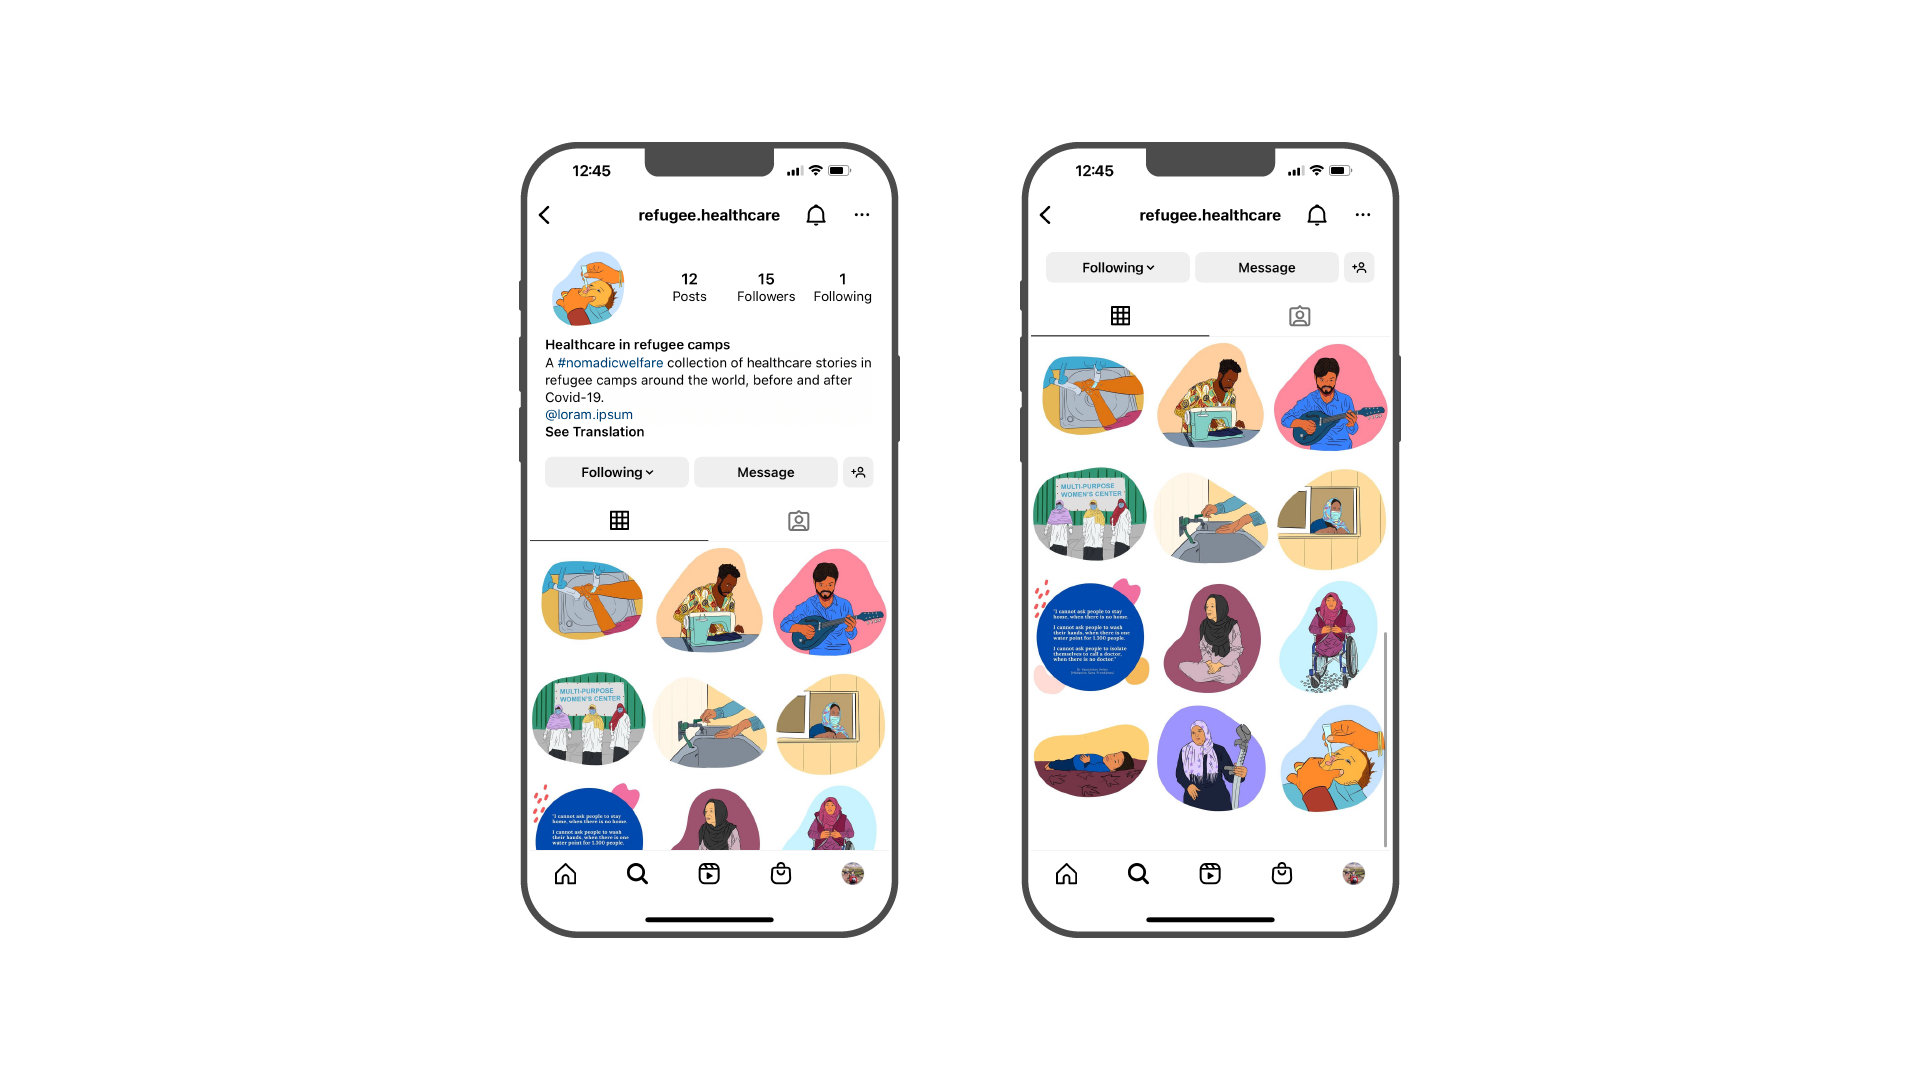 12:45
refugee.healthcare
12
Posts
15
Followers
1
Following
Healthcare in refugee camps
A #nomadicwelfare collection of healthcare stories in
refugee camps around the world, before and after
Covid-19.
@loram.ipsum
See Translation
Following
Message
MULTI-PURPOSE
WOMEN'S CENTER
"I cannot ask people to stay
home, when there is no home.
I cannot ask people to wash
their hands, when there is one
water point for 1.300 people.
12:45
refugee.healthcare
Following
Message
MULTI-PURPOSE
WOMEN'S CENTER
"I cannot ask people to stay
home, when there is no home.
I cannot ask people to wash
their hands, when there is one
water point for 1.300 people.
I cannot ask people to isolate
themselves to call a doctor,
when there is no doctor."